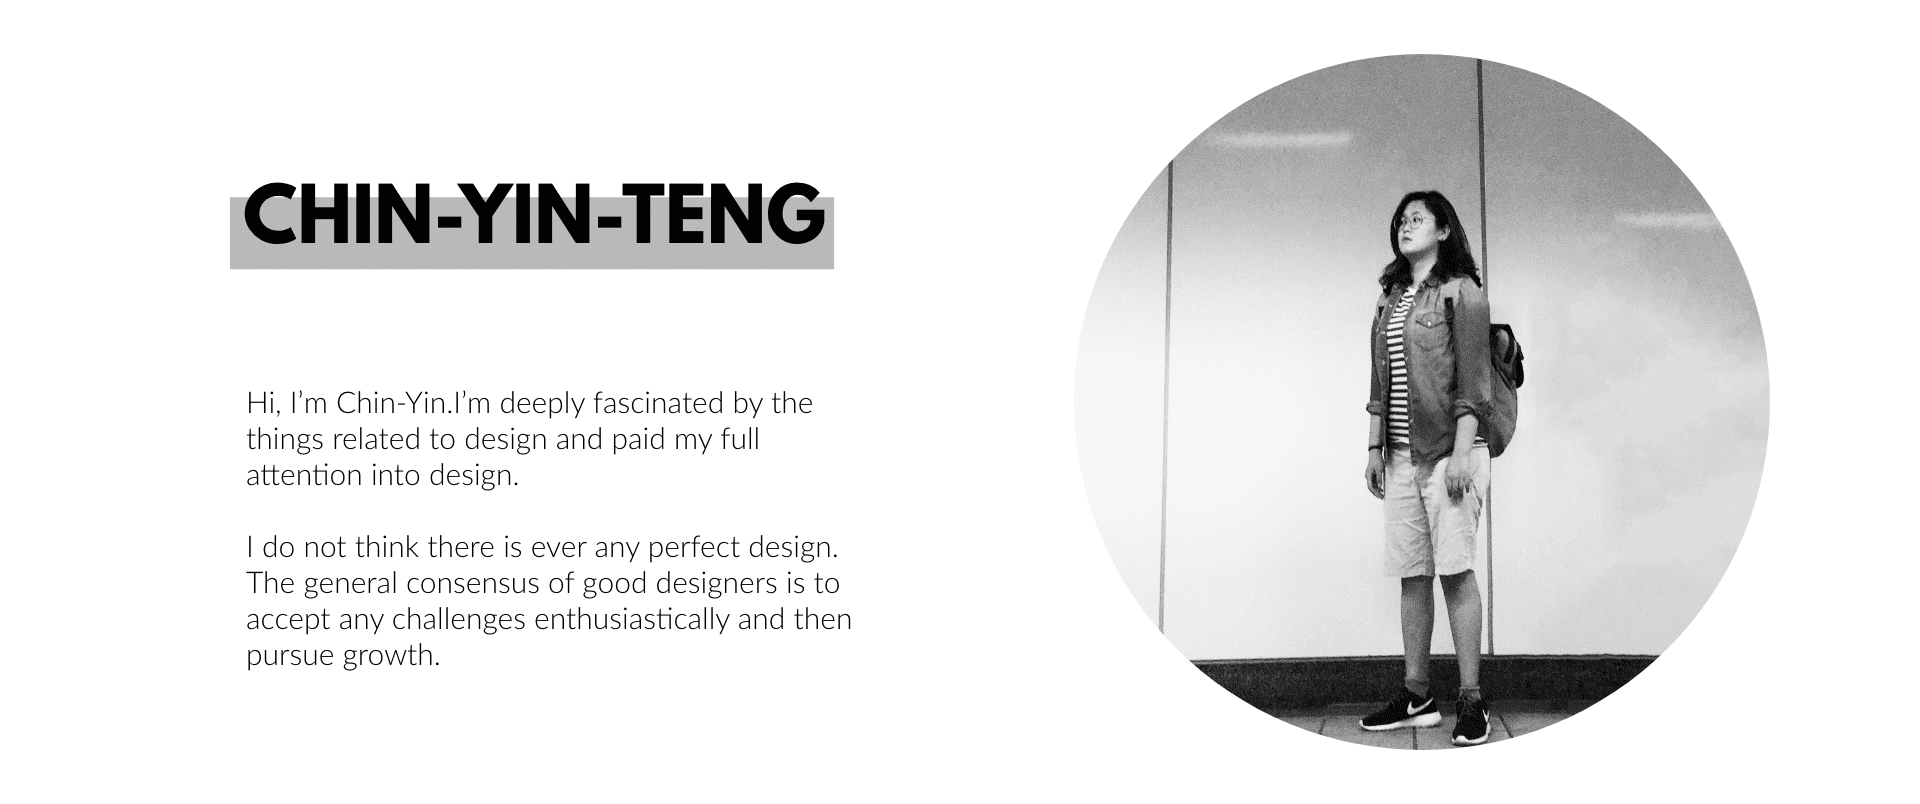 CHIN-YIN-TENG
Hi, I’m Chin-Yin.I’m deeply fascinated by the
things related to design and paid my full
attention into design.
I do not think there is ever any perfect design.
The general consensus of good designers is to
accept any challenges enthusiastically and then
pursue growth.